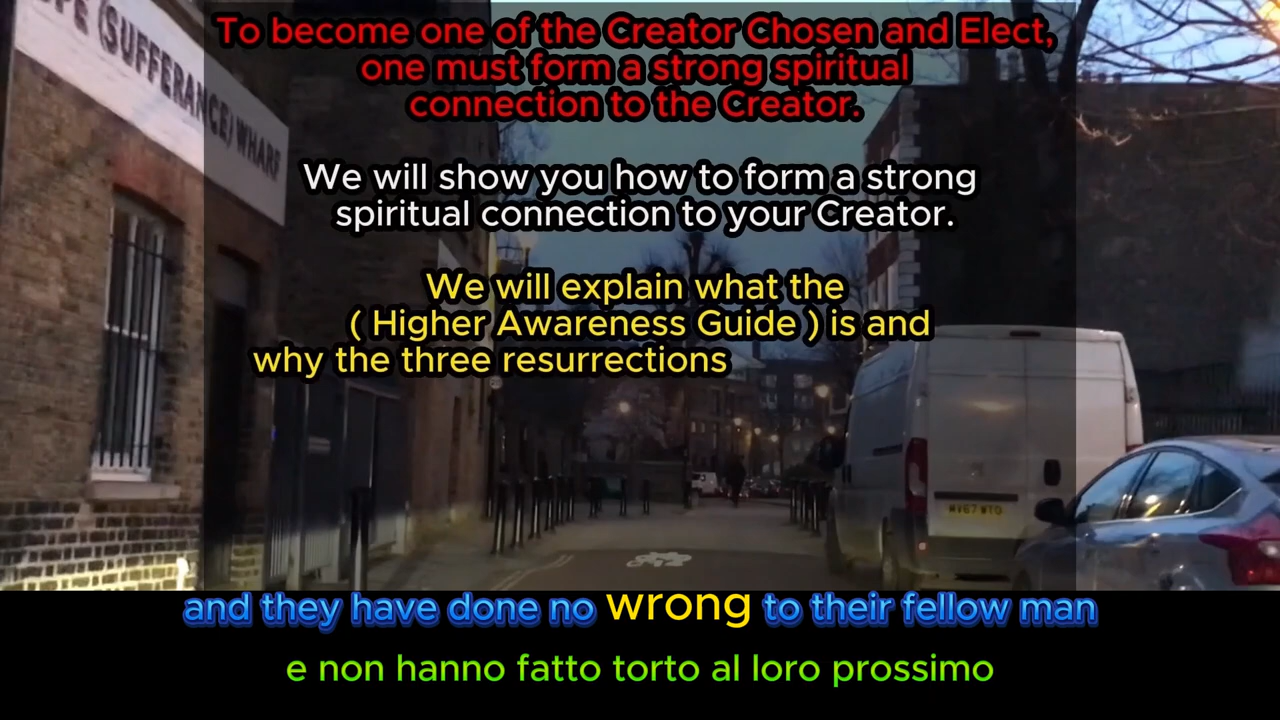 (SUFFERANCE) WHARF
To become one of the Creator Chosen and Elect,
one must form a strong spiritual
connection to the Creator.
We will show you how to form a strong
spiritual connection to your Creator.
We will explain what the
( Higher Awareness Guide ) is and
why the three resurrections
and they have done no wrong to their fellow man
e non hanno fatto torto al loro prossimo